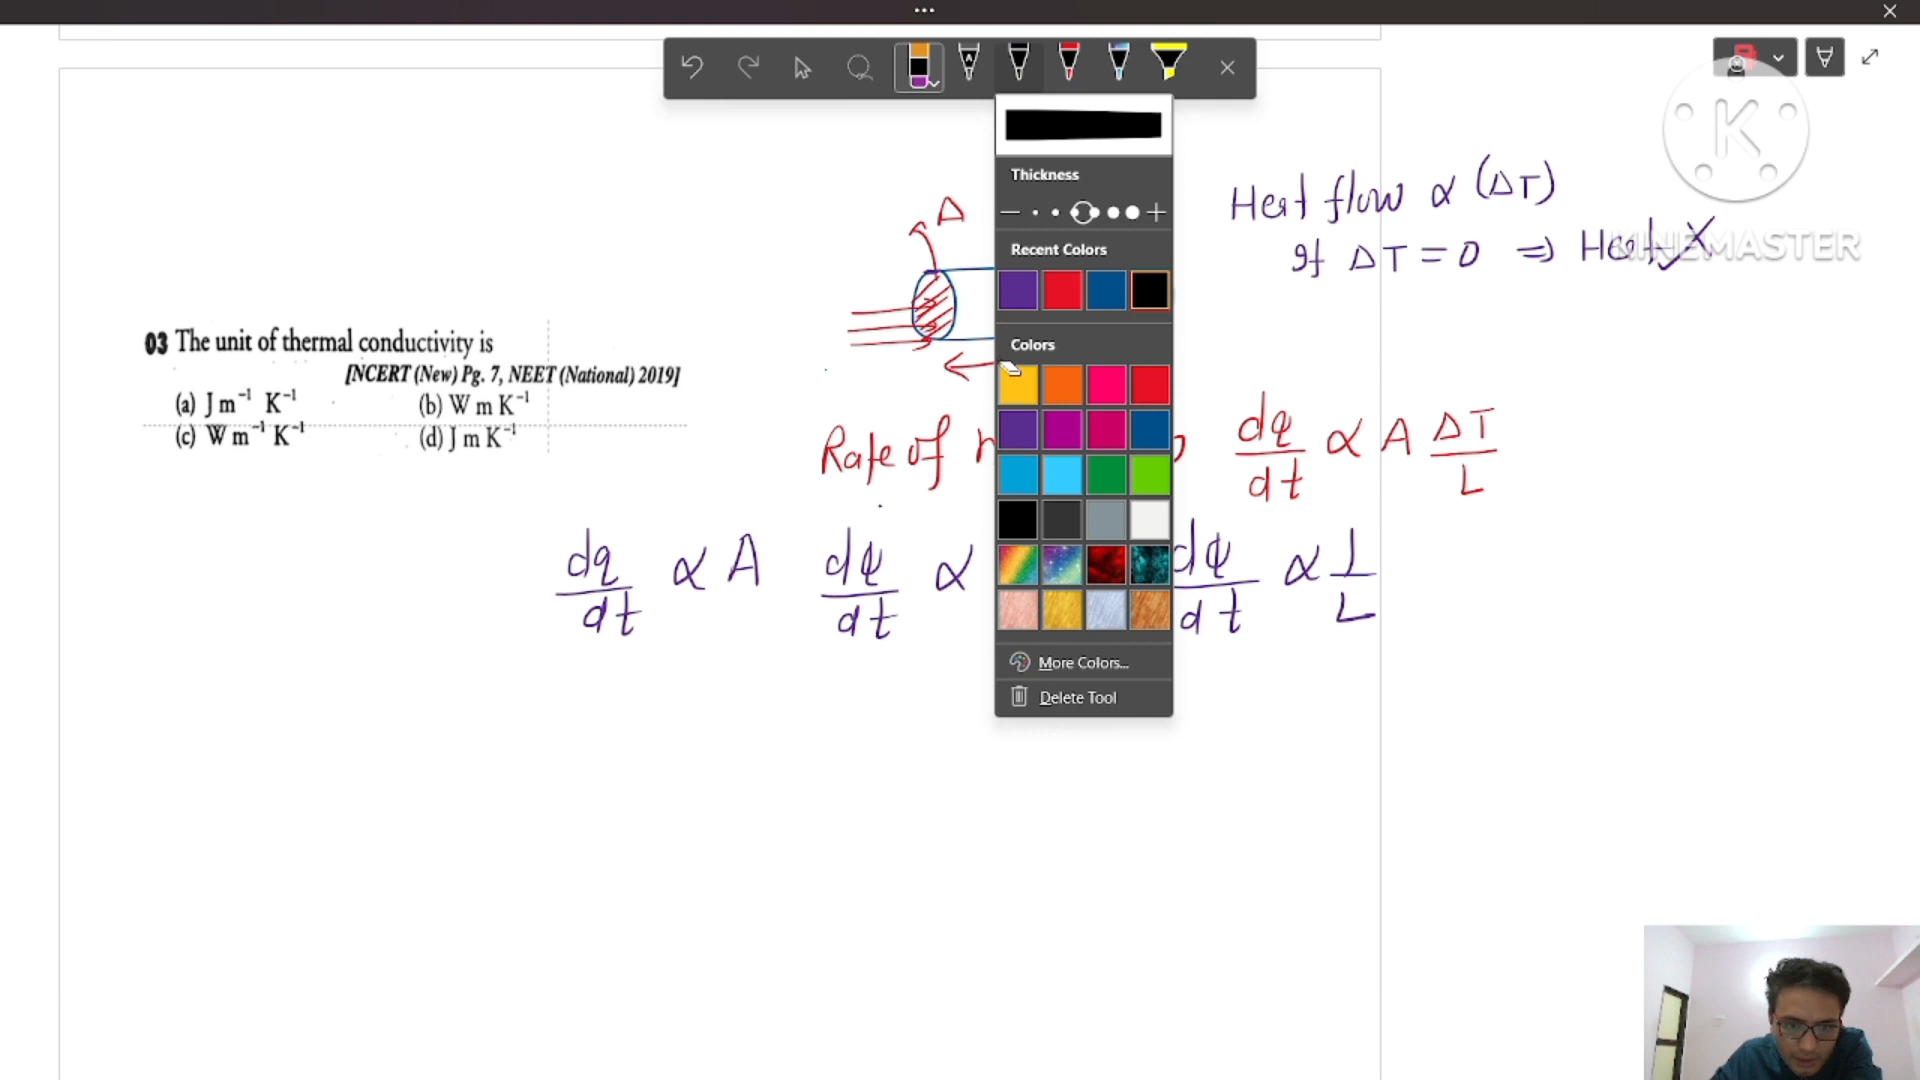 Thickness
Recent Colors
Colors
More Colors...
Delete Tool
K
KINEMASTER
Heat flow α (ΔT)
If ΔT = 0 ⇒ Heat X
Δ
03 The unit of thermal conductivity is
[NCERT (New) Pg. 7, NEET (National) 2019]
(a) J m⁻¹ K⁻¹ (b) W m K⁻¹
(c) W m⁻¹ K⁻¹ (d) J m K⁻¹
Rate of
dq/dt α A ΔT/L
dq/dt α A dq/dt α dq/dt α 1/L